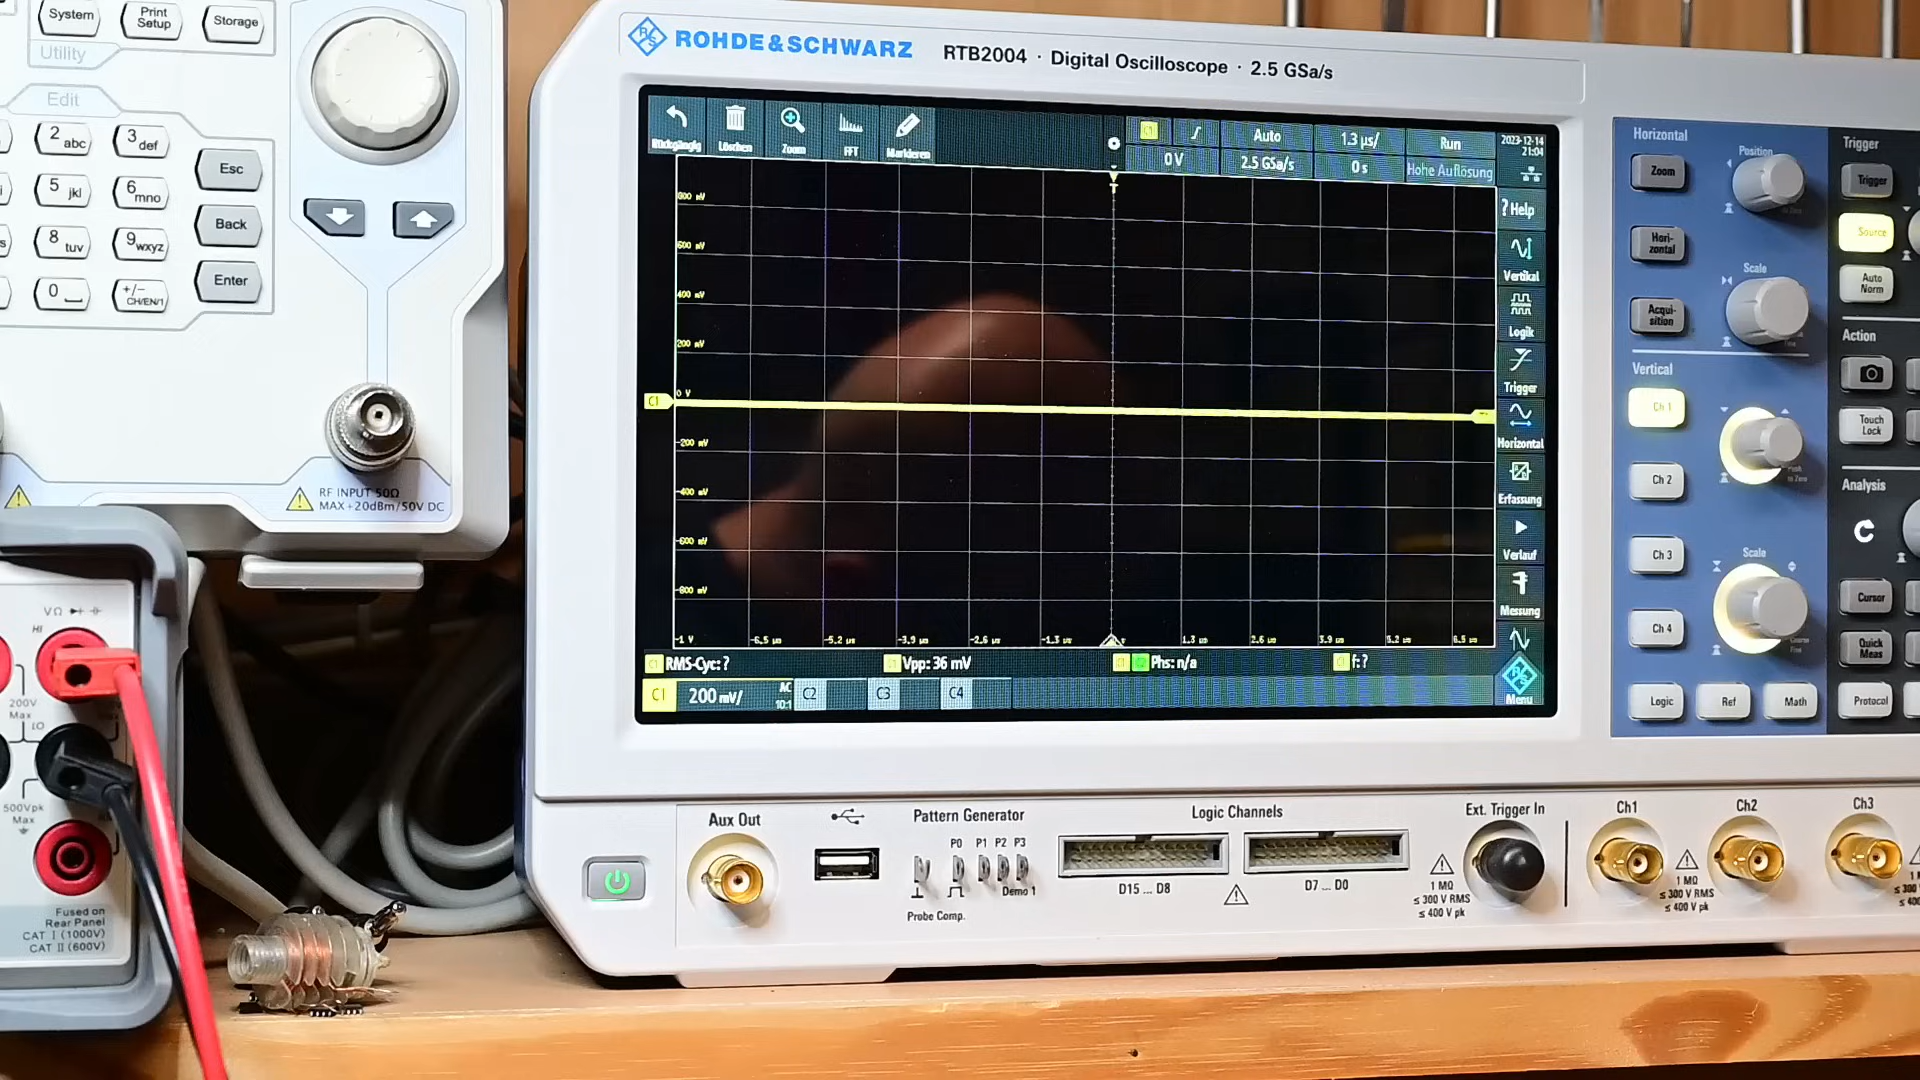 System
Print
Setup
Storage
Utility
Edit
2 abc
3 def
Esc
5 jkl
6 mno
Back
8 tuv
9 wxyz
Enter
0
+/-
CH/EN/1
RF INPUT 50Ω
MAX+20dBm/50V DC
VΩ
HI
200V
Max
LO
500Vpk
Max
Fused on
Rear Panel
CAT I (1000V)
CAT II (600V)
ROHDE&SCHWARZ
RTB2004 · Digital Oscilloscope · 2.5 GSa/s
Rückgängig
Löschen
Zoom
FFT
Markieren
C1
Auto
1.3 µs/
Run
2023-12-14
21:04
0 V
2.5 GSa/s
0 s
Hohe Auflösung
800 mV
600 mV
400 mV
200 mV
0 V
-200 mV
-400 mV
-600 mV
-800 mV
-1 V
-6.5 µs
-5.2 µs
-3.9 µs
-2.6 µs
-1.3 µs
1.3 µs
2.6 µs
3.9 µs
5.2 µs
6.5 µs
C1
T
? Help
Vertikal
Logik
Trigger
Horizontal
Erfassung
Verlauf
Messung
Menu
RMS-Cyc: ?
Vpp: 36 mV
Phs: n/a
f: ?
C1
200 mV/
AC
10:1
C2
C3
C4
Horizontal
Zoom
Position
Hori-
zontal
Scale
Acqui-
sition
Vertical
Ch 1
Ch 2
Ch 3
Scale
Ch 4
Logic
Ref
Math
Trigger
Trigger
Source
Auto
Norm
Action
Touch
Lock
Analysis
Cursor
Quick
Meas
Protocol
Aux Out
Pattern Generator
P0
P1
P2
P3
Demo 1
Probe Comp.
Logic Channels
D15 ... D8
D7 ... D0
Ext. Trigger In
1 MΩ
≤ 300 V RMS
≤ 400 V pk
Ch1
Ch2
Ch3
1 MΩ
≤ 300 V RMS
≤ 400 V pk